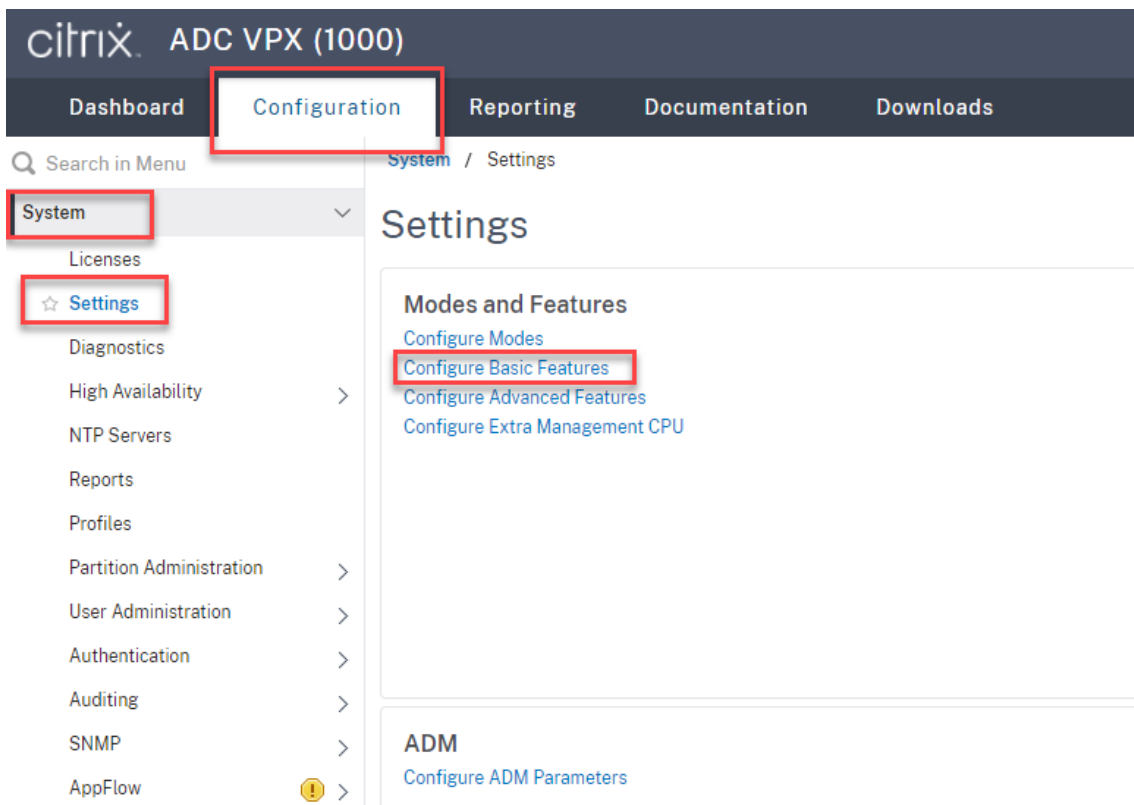 citrix. ADC VPX (1000)
Dashboard Configuration Reporting Documentation Downloads
Search in Menu
System
Licenses
Settings
Diagnostics
High Availability
NTP Servers
Reports
Profiles
Partition Administration
User Administration
Authentication
Auditing
SNMP
AppFlow
System / Settings
Settings
Modes and Features
Configure Modes
Configure Basic Features
Configure Advanced Features
Configure Extra Management CPU
ADM
Configure ADM Parameters